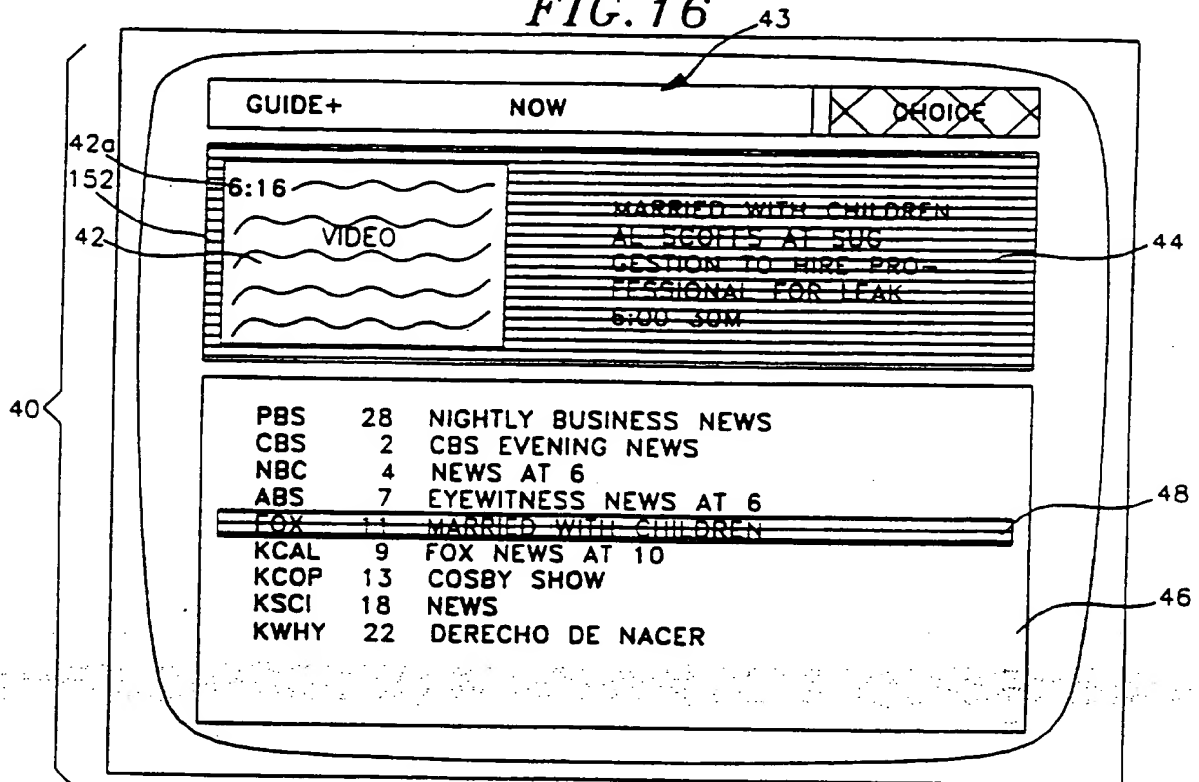 FIG. 16
43
GUIDE+ NOW CHOICE
42a
152
42
6:16
VIDEO
MARRIED WITH CHILDREN
AL SCOFFS AT SUG
GESTION TO HIRE PRO-
FESSIONAL FOR LEAK
6:00 30M
44
40
PBS 28 NIGHTLY BUSINESS NEWS
CBS 2 CBS EVENING NEWS
NBC 4 NEWS AT 6
ABS 7 EYEWITNESS NEWS AT 6
FOX 11 MARRIED WITH CHILDREN
48
KCAL 9 FOX NEWS AT 10
KCOP 13 COSBY SHOW
KSCI 18 NEWS
46
KWHY 22 DERECHO DE NACER